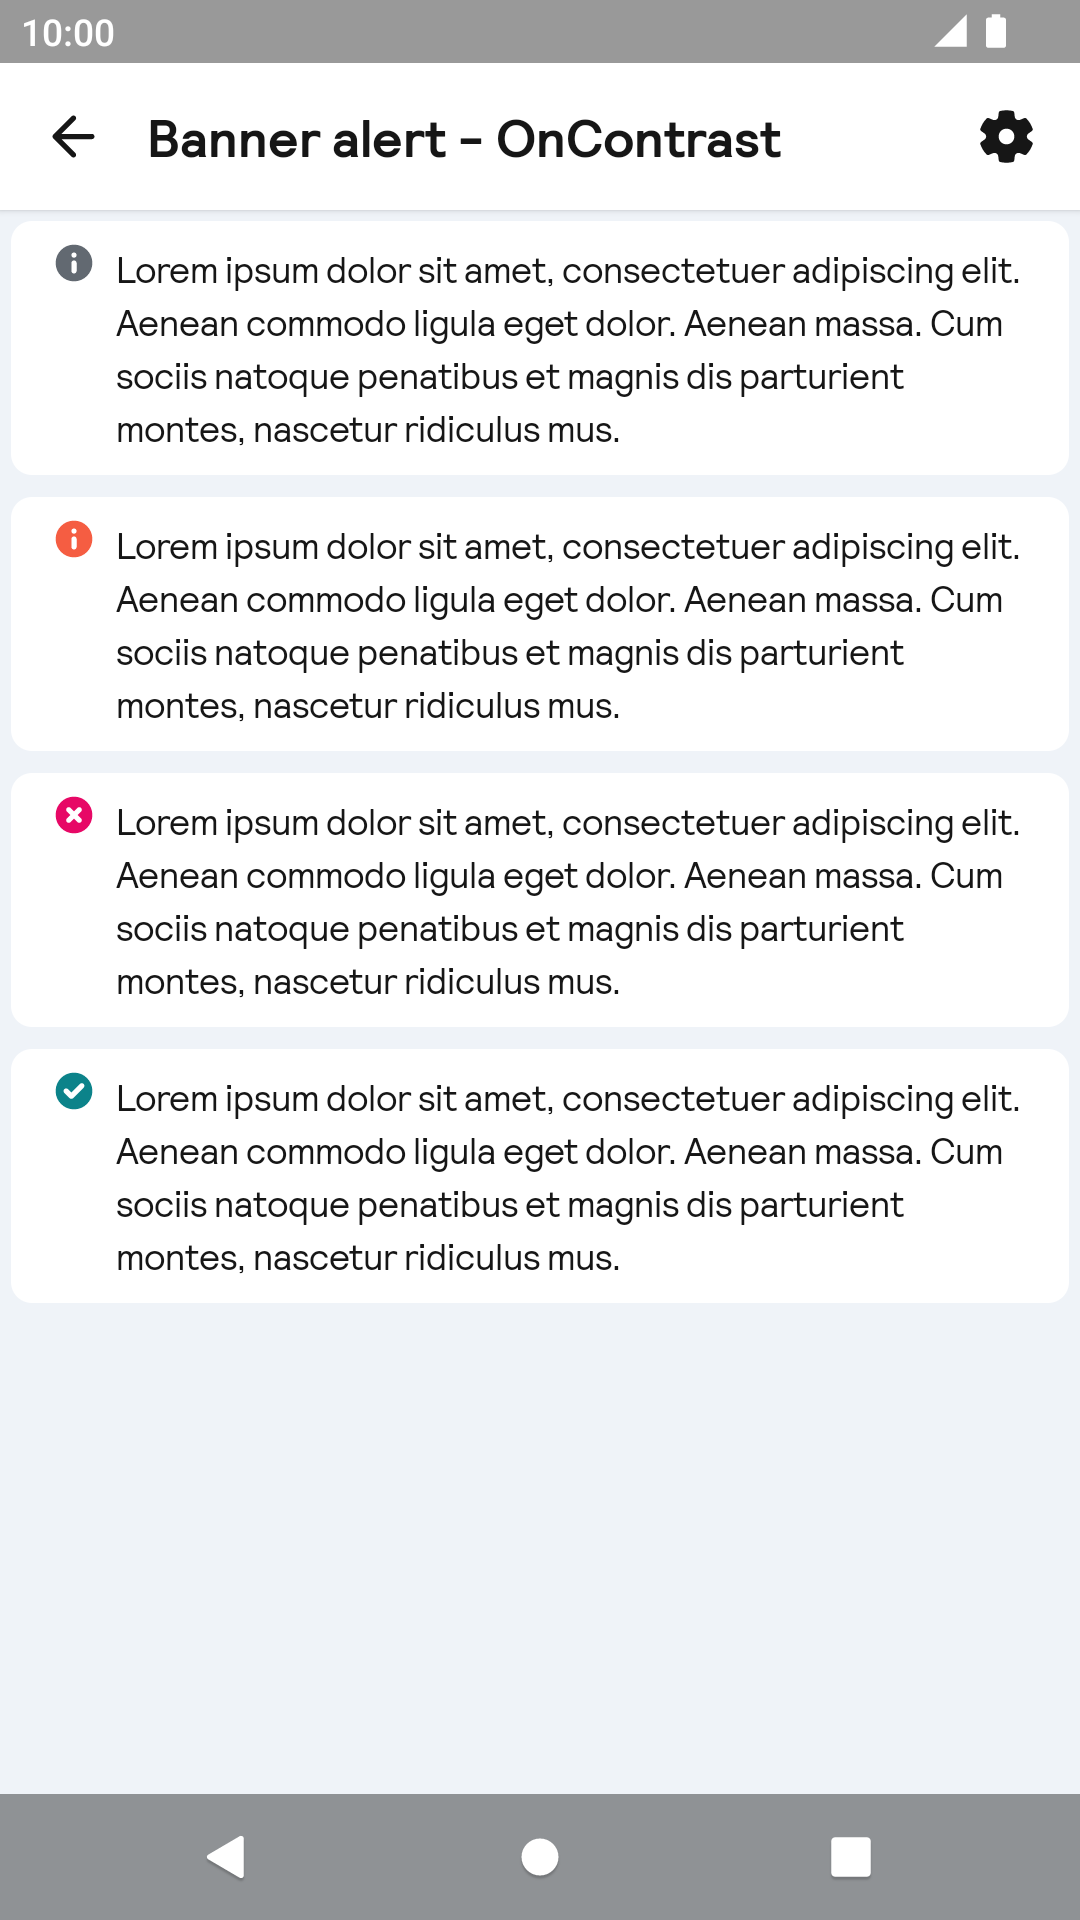 10:00
Banner alert - OnContrast
Lorem ipsum dolor sit amet, consectetuer adipiscing elit.
Aenean commodo ligula eget dolor. Aenean massa. Cum
sociis natoque penatibus et magnis dis parturient
montes, nascetur ridiculus mus.
Lorem ipsum dolor sit amet, consectetuer adipiscing elit.
Aenean commodo ligula eget dolor. Aenean massa. Cum
sociis natoque penatibus et magnis dis parturient
montes, nascetur ridiculus mus.
Lorem ipsum dolor sit amet, consectetuer adipiscing elit.
Aenean commodo ligula eget dolor. Aenean massa. Cum
sociis natoque penatibus et magnis dis parturient
montes, nascetur ridiculus mus.
Lorem ipsum dolor sit amet, consectetuer adipiscing elit.
Aenean commodo ligula eget dolor. Aenean massa. Cum
sociis natoque penatibus et magnis dis parturient
montes, nascetur ridiculus mus.